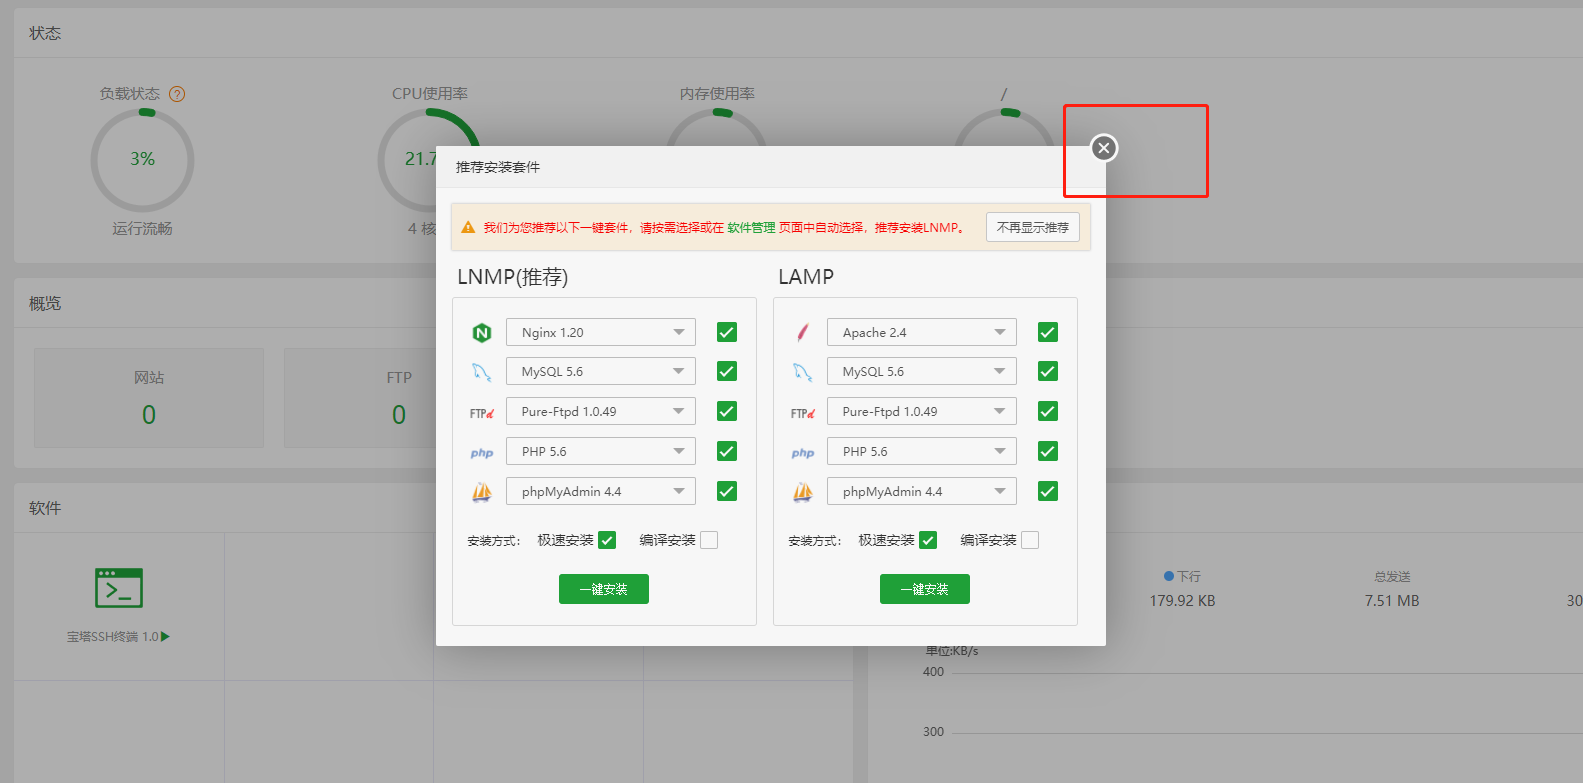 状态
负载状态 ?
CPU使用率
内存使用率
/
3%
21.7
运行流畅
4 核
推荐安装套件
我们为您推荐以下一键套件，请按需选择或在 软件管理 页面中自动选择，推荐安装LNMP。
不再显示推荐
LNMP(推荐)
LAMP
Nginx 1.20
MySQL 5.6
FTPd Pure-Ftpd 1.0.49
php PHP 5.6
phpMyAdmin 4.4
安装方式： 极速安装 编译安装
一键安装
Apache 2.4
MySQL 5.6
FTPd Pure-Ftpd 1.0.49
php PHP 5.6
phpMyAdmin 4.4
安装方式： 极速安装 编译安装
一键安装
概览
网站
0
FTP
0
软件
宝塔SSH终端 1.0
下行
179.92 KB
总发送
7.51 MB
30
单位:KB/s
400
300